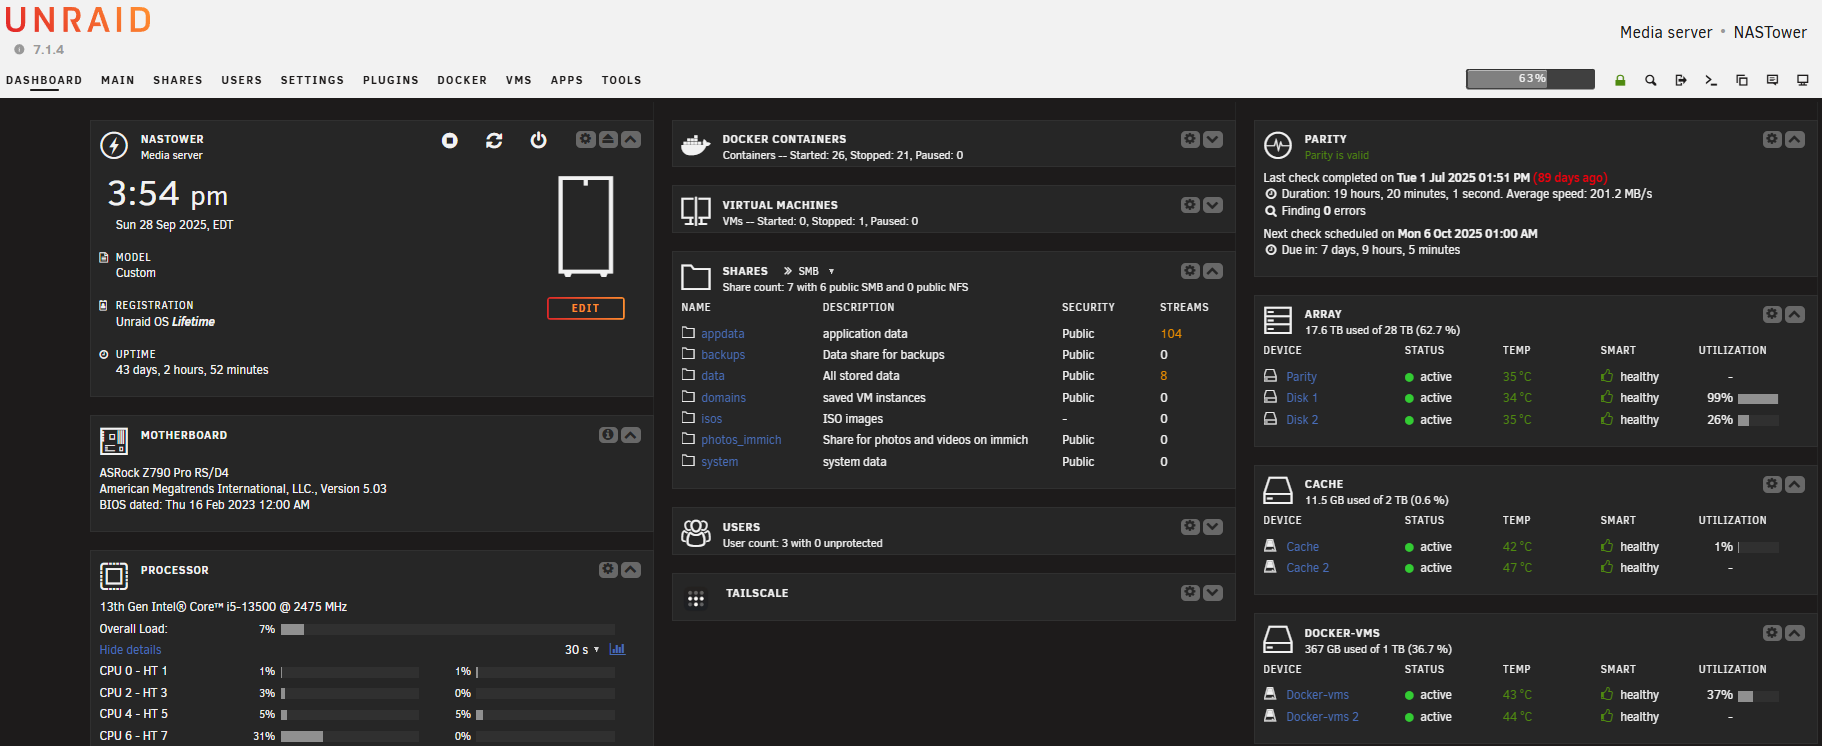 UNRAID
7.1.4
Media server • NASTower
DASHBOARD MAIN SHARES USERS SETTINGS PLUGINS DOCKER VMS APPS TOOLS
63%
NASTOWER
Media server
3:54 pm
Sun 28 Sep 2025, EDT
MODEL
Custom
REGISTRATION
Unraid OS Lifetime
EDIT
UPTIME
43 days, 2 hours, 52 minutes
MOTHERBOARD
ASRock Z790 Pro RS/D4
American Megatrends International, LLC., Version 5.03
BIOS dated: Thu 16 Feb 2023 12:00 AM
PROCESSOR
13th Gen Intel® Core™ i5-13500 @ 2475 MHz
Overall Load: 7%
Hide details 30 s
CPU 0 - HT 1 1% 1%
CPU 2 - HT 3 3% 0%
CPU 4 - HT 5 5% 5%
CPU 6 - HT 7 31% 0%
DOCKER CONTAINERS
Containers -- Started: 26, Stopped: 21, Paused: 0
VIRTUAL MACHINES
VMs -- Started: 0, Stopped: 1, Paused: 0
SHARES » SMB
Share count: 7 with 6 public SMB and 0 public NFS
NAME DESCRIPTION SECURITY STREAMS
appdata application data Public 104
backups Data share for backups Public 0
data All stored data Public 8
domains saved VM instances Public 0
isos ISO images - 0
photos_immich Share for photos and videos on immich Public 0
system system data Public 0
USERS
User count: 3 with 0 unprotected
TAILSCALE
PARITY
Parity is valid
Last check completed on Tue 1 Jul 2025 01:51 PM (89 days ago)
Duration: 19 hours, 20 minutes, 1 second. Average speed: 201.2 MB/s
Finding 0 errors
Next check scheduled on Mon 6 Oct 2025 01:00 AM
Due in: 7 days, 9 hours, 5 minutes
ARRAY
17.6 TB used of 28 TB (62.7 %)
DEVICE STATUS TEMP SMART UTILIZATION
Parity active 35 °C healthy -
Disk 1 active 34 °C healthy 99%
Disk 2 active 35 °C healthy 26%
CACHE
11.5 GB used of 2 TB (0.6 %)
DEVICE STATUS TEMP SMART UTILIZATION
Cache active 42 °C healthy 1%
Cache 2 active 47 °C healthy -
DOCKER-VMS
367 GB used of 1 TB (36.7 %)
DEVICE STATUS TEMP SMART UTILIZATION
Docker-vms active 43 °C healthy 37%
Docker-vms 2 active 44 °C healthy -